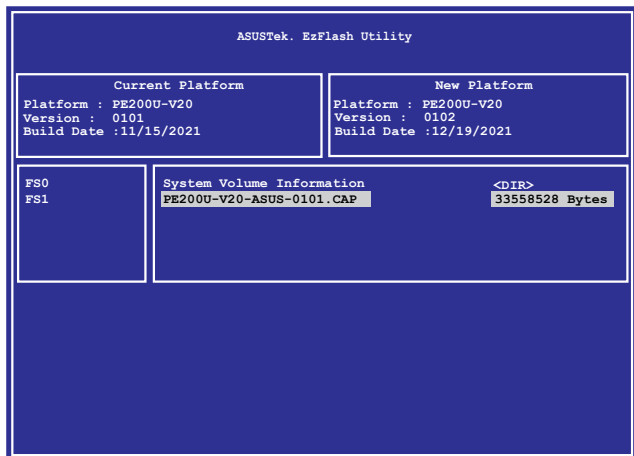 ASUSTek. EzFlash Utility
Current Platform
Platform : PE200U-V20
Version : 0101
Build Date :11/15/2021
New Platform
Platform : PE200U-V20
Version : 0102
Build Date :12/19/2021
FS0
FS1
System Volume Information <DIR>
PE200U-V20-ASUS-0101.CAP 33558528 Bytes